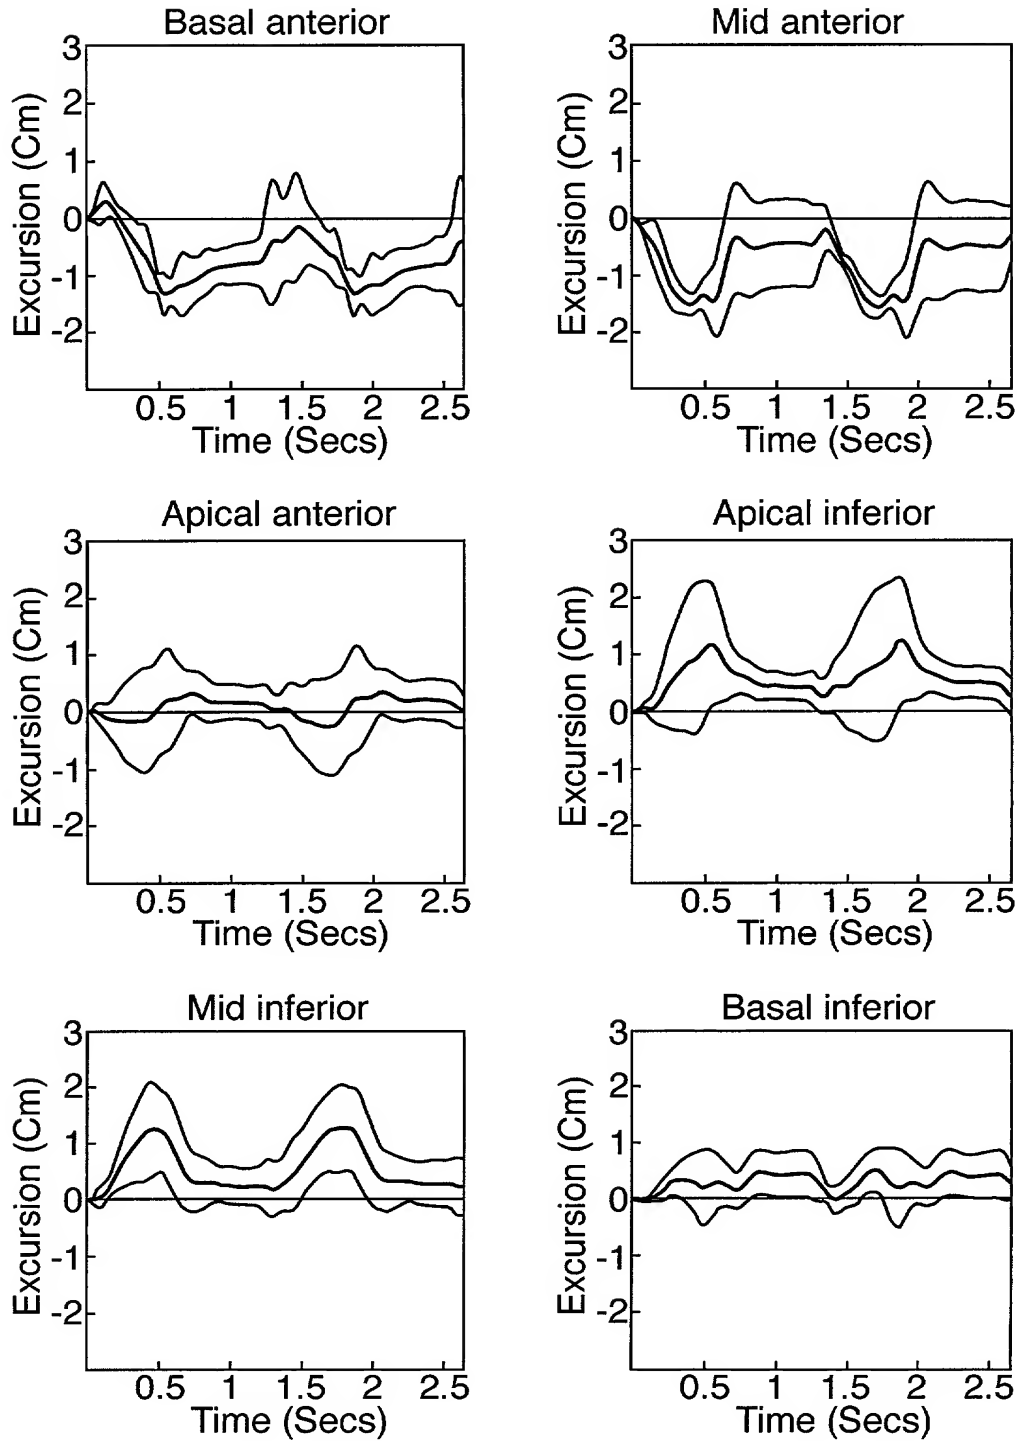 Basal anterior
Mid anterior
3
2
1
0
-1
-2
Excursion (Cm)
0.5 1 1.5 2 2.5
Time (Secs)
3
2
1
0
-1
-2
Excursion (Cm)
0.5 1 1.5 2 2.5
Time (Secs)
Apical anterior
Apical inferior
3
2
1
0
-1
-2
Excursion (Cm)
0.5 1 1.5 2 2.5
Time (Secs)
3
2
1
0
-1
-2
Excursion (Cm)
0.5 1 1.5 2 2.5
Time (Secs)
Mid inferior
Basal inferior
3
2
1
0
-1
-2
Excursion (Cm)
0.5 1 1.5 2 2.5
Time (Secs)
3
2
1
0
-1
-2
Excursion (Cm)
0.5 1 1.5 2 2.5
Time (Secs)